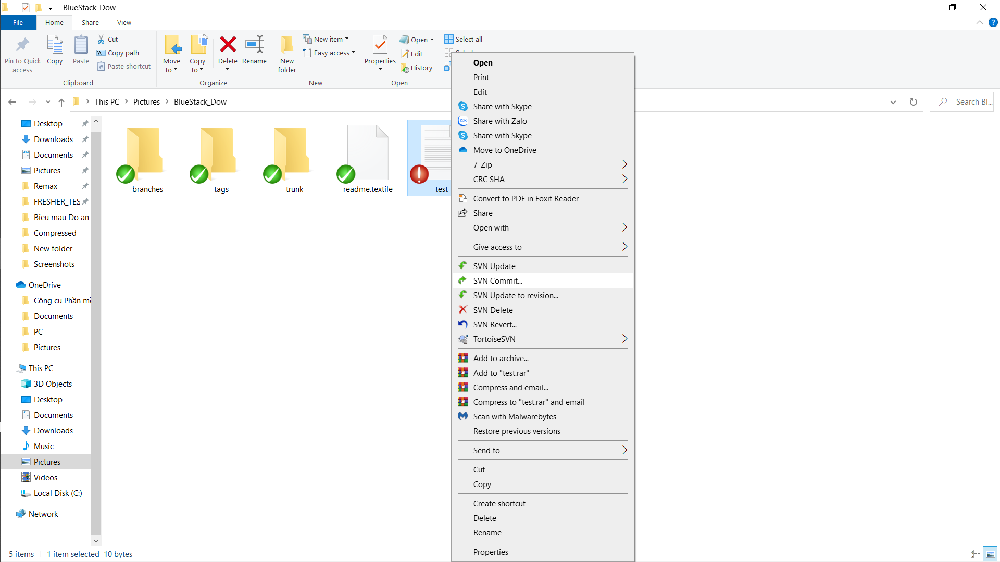 BlueStack_Dow
File
Home
Share
View
Pin to Quick access
Copy
Paste
Cut
Copy path
Paste shortcut
Clipboard
Move to
Copy to
Delete
Rename
Organize
New folder
New item
Easy access
New
Properties
Open
Edit
History
Open
Select all
This PC
Pictures
BlueStack_Dow
Search Bl...
Desktop
Downloads
Documents
Pictures
Remax
FRESHER_TES
Bieu mau Do an
Compressed
New folder
Screenshots
OneDrive
Công cụ Phần
Documents
PC
Pictures
This PC
3D Objects
Desktop
Documents
Downloads
Music
Pictures
Videos
Local Disk (C:)
Network
branches
tags
trunk
readme.textile
test
Open
Print
Edit
Share with Skype
Zalo
Share with Zalo
Share with Skype
Move to OneDrive
7-Zip
CRC SHA
Convert to PDF in Foxit Reader
Share
Open with
Give access to
SVN Update
SVN Commit...
SVN Update to revision...
SVN Delete
SVN Revert...
TortoiseSVN
Add to archive...
Add to "test.rar"
Compress and email...
Compress to "test.rar" and email
Scan with Malwarebytes
Restore previous versions
Send to
Cut
Copy
Create shortcut
Delete
Rename
Properties
5 items
1 item selected
10 bytes